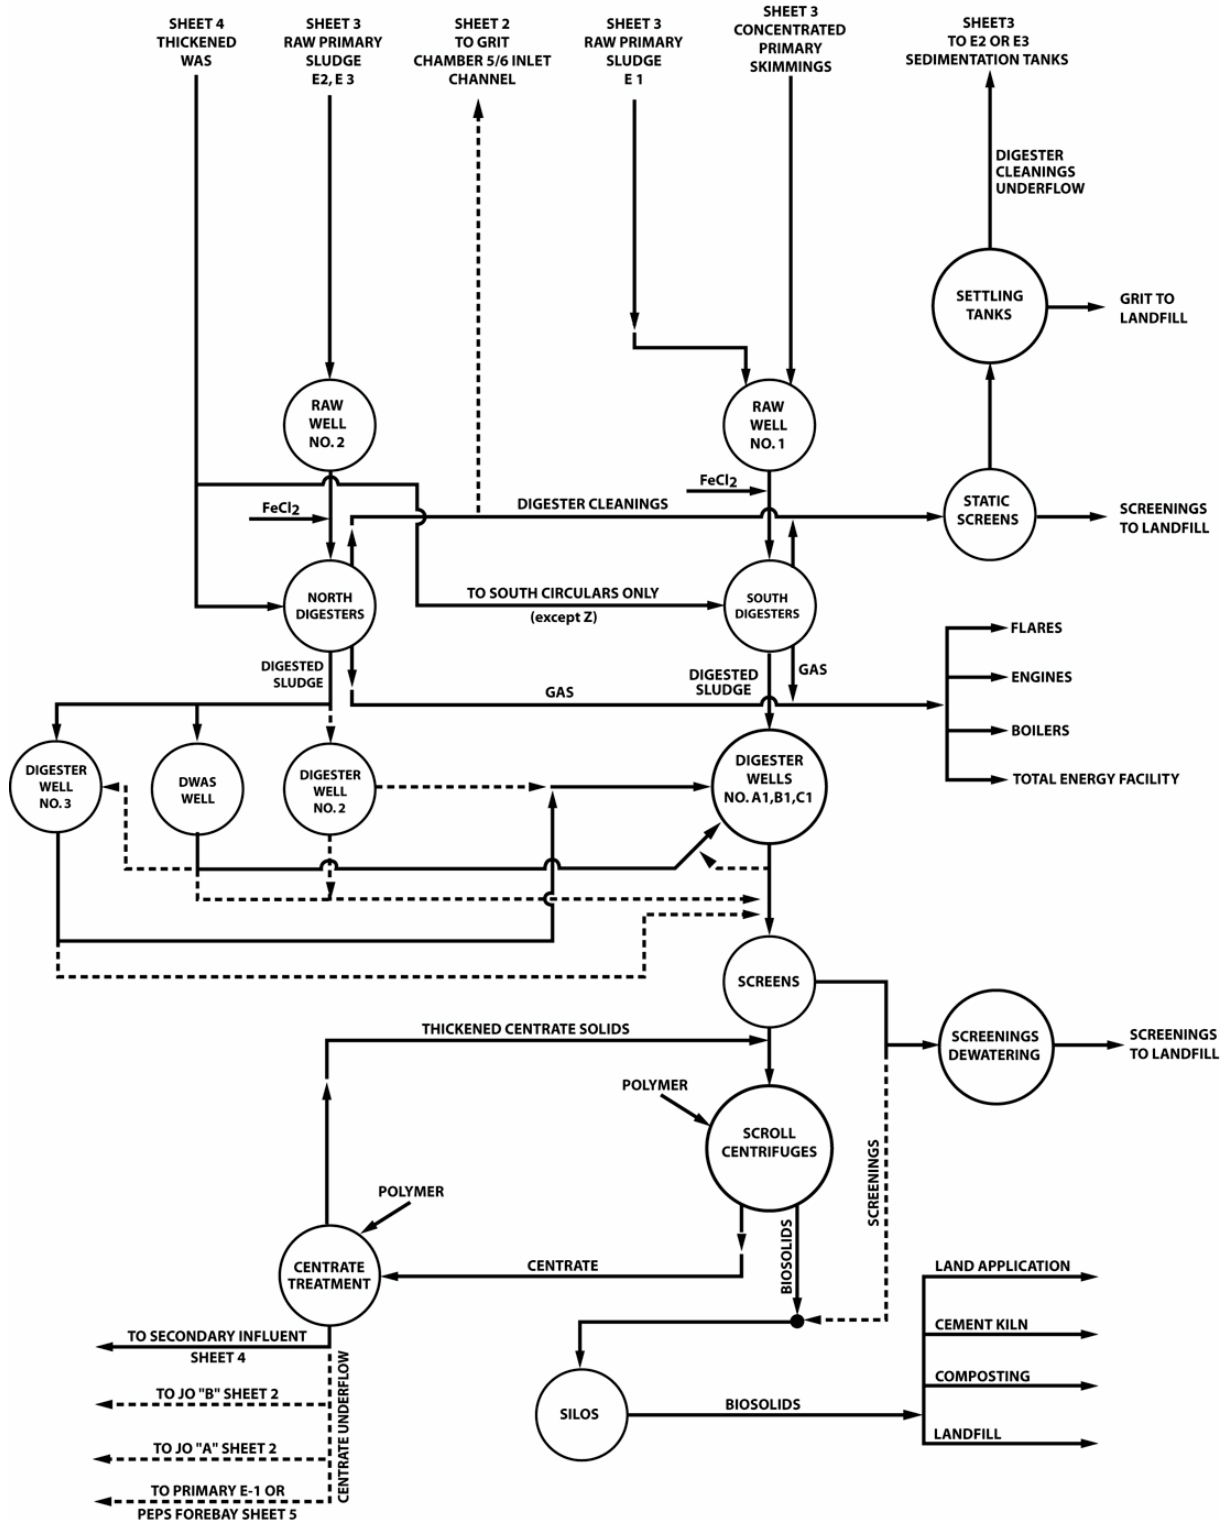 SHEET 4
THICKENED
WAS
SHEET 3
RAW PRIMARY
SLUDGE
E2, E 3
SHEET 2
TO GRIT
CHAMBER 5/6 INLET
CHANNEL
SHEET 3
RAW PRIMARY
SLUDGE
E 1
SHEET 3
CONCENTRATED
PRIMARY
SKIMMINGS
SHEET3
TO E2 OR E3
SEDIMENTATION TANKS
DIGESTER
CLEANINGS
UNDERFLOW
SETTLING
TANKS
GRIT TO
LANDFILL
RAW
WELL
NO. 2
RAW
WELL
NO. 1
FeCl2
FeCl2
DIGESTER CLEANINGS
STATIC
SCREENS
SCREENINGS
TO LANDFILL
NORTH
DIGESTERS
TO SOUTH CIRCULARS ONLY
(except Z)
SOUTH
DIGESTERS
DIGESTED
SLUDGE
GAS
DIGESTED
SLUDGE
GAS
FLARES
ENGINES
BOILERS
TOTAL ENERGY FACILITY
DIGESTER
WELL
NO. 3
DWAS
WELL
DIGESTER
WELL
NO. 2
DIGESTER
WELLS
NO. A1,B1,C1
SCREENS
THICKENED CENTRATE SOLIDS
SCREENINGS
DEWATERING
SCREENINGS
TO LANDFILL
POLYMER
SCROLL
CENTRIFUGES
SCREENINGS
POLYMER
CENTRATE
TREATMENT
CENTRATE
BIOSOLIDS
TO SECONDARY INFLUENT
SHEET 4
TO JO "B" SHEET 2
TO JO "A" SHEET 2
TO PRIMARY E-1 OR
PEPS FOREBAY SHEET 5
CENTRATE UNDERFLOW
SILOS
BIOSOLIDS
LAND APPLICATION
CEMENT KILN
COMPOSTING
LANDFILL